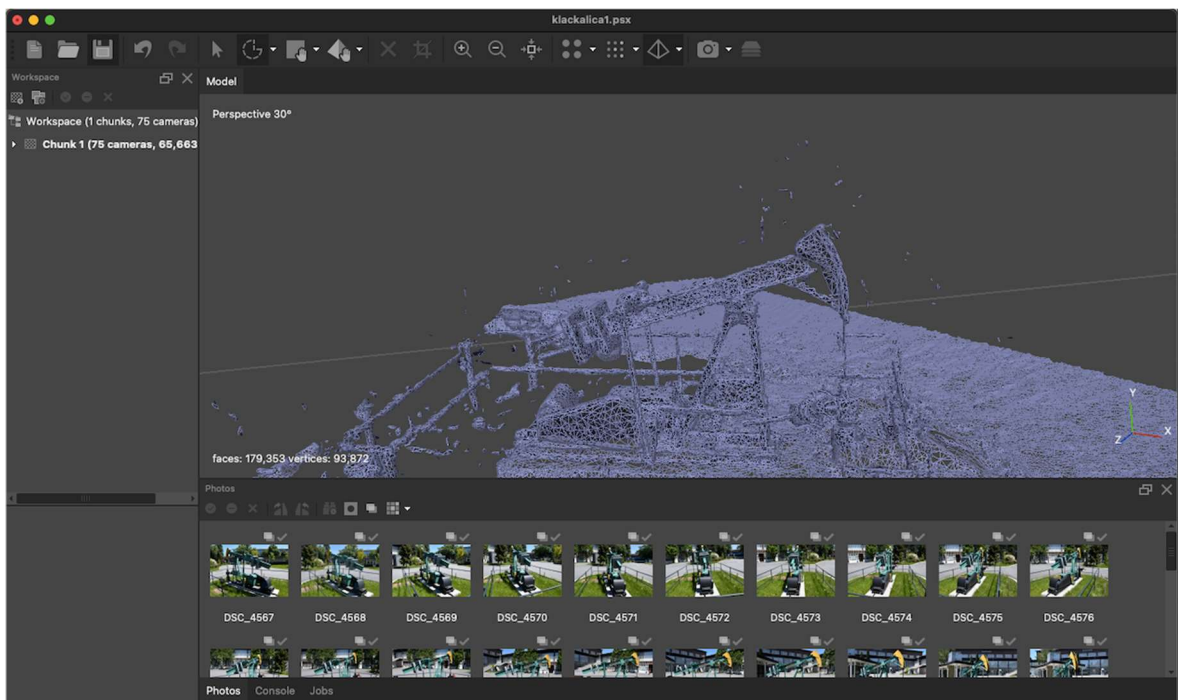 klackalica1.psx
Workspace
Model
Workspace (1 chunks, 75 cameras)
Chunk 1 (75 cameras, 65,663
Perspective 30°
Y
X
Z
faces: 179,353 vertices: 93,872
Photos
DSC_4567 DSC_4568 DSC_4569 DSC_4570 DSC_4571 DSC_4572 DSC_4573 DSC_4574 DSC_4575 DSC_4576
Photos Console Jobs